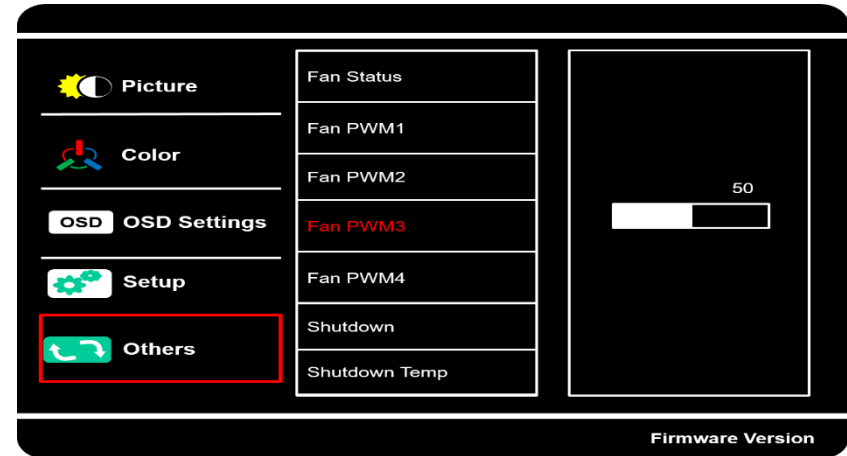 Picture
Color
OSD OSD Settings
Setup
Others
Fan Status
Fan PWM1
Fan PWM2
Fan PWM3
Fan PWM4
Shutdown
Shutdown Temp
50
Firmware Version